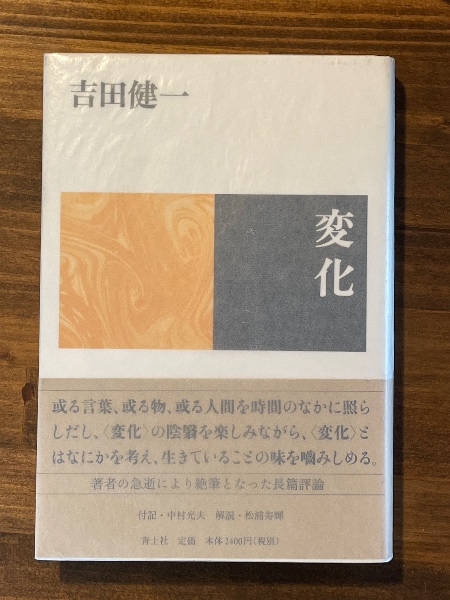 吉田健一
変化
或る言葉、或る物、或る人間を時間のなかに照ら
しだし、〈変化〉の陰翳を楽しみながら、〈変化〉と
はなにかを考え、生きていることの味を噛みしめる。
著者の急逝により絶筆となった長篇評論
付記・中村光夫 解説・松浦寿輝
青土社 定価 本体2400円(税別)